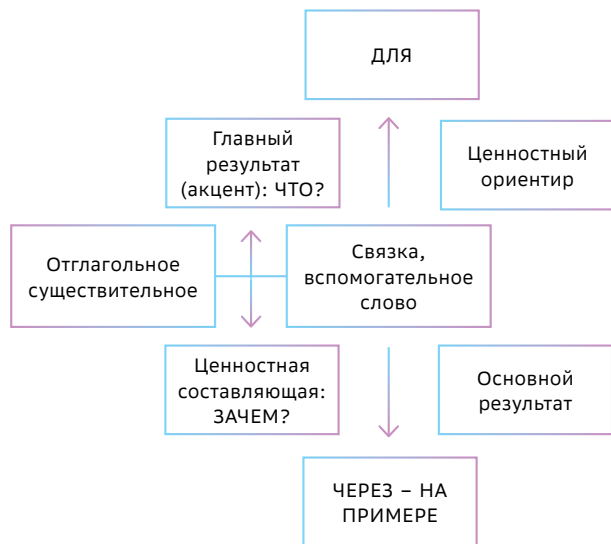 ДЛЯ
Главный
результат
(акцент): ЧТО?
Ценностный
ориентир
Отглагольное
существительное
Связка,
вспомогательное
слово
Ценностная
составляющая:
ЗАЧЕМ?
Основной
результат
ЧЕРЕЗ – НА
ПРИМЕРЕ